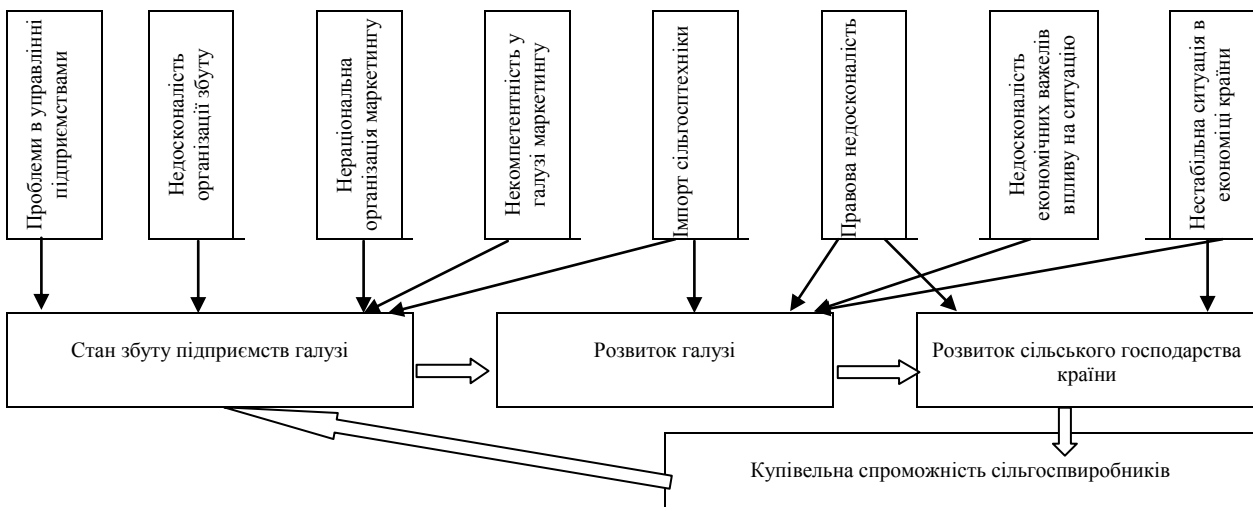 Проблеми в управлінні
підприємствами
Недосконалість
організації збуту
Нераціональна
організація маркетингу
Некомпетентність у
галузі маркетингу
Імпорт сільгосптехніки
Правова недосконалість
Недосконалість
економічних важелів
впливу на ситуацію
Нестабільна ситуація в
економіці країни
Стан збуту підприємств галузі
Розвиток галузі
Розвиток сільського господарства
країни
Купівельна спроможність сільгоспвиробників